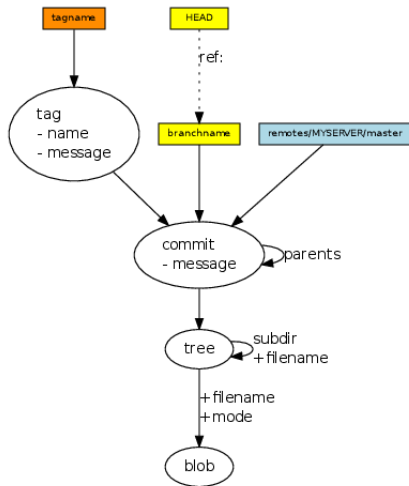 tagname
HEAD
ref:
tag
- name
- message
branchname
remotes/MYSERVER/master
commit
- message
parents
tree
subdir
+filename
+filename
+mode
blob